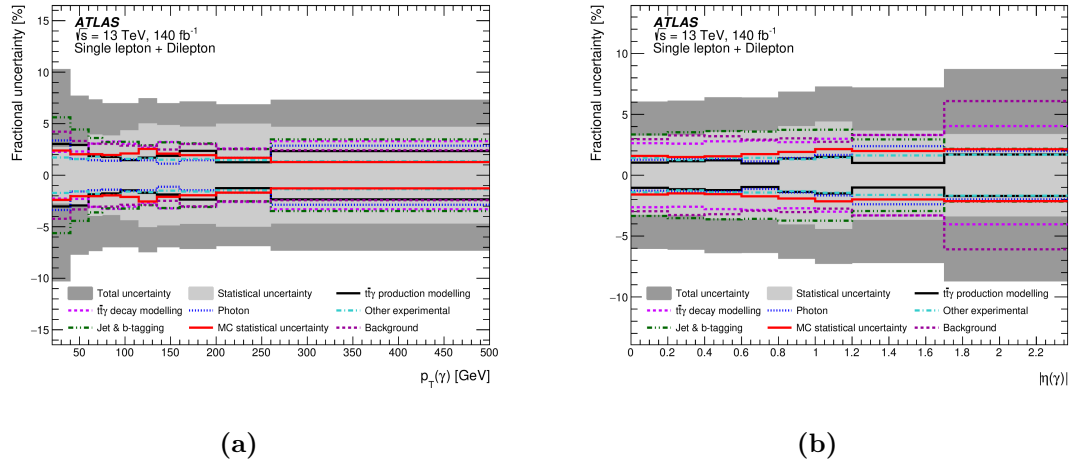 Fractional uncertainty [%]
ATLAS
√s = 13 TeV, 140 fb⁻¹
Single lepton + Dilepton
15
10
5
0
−5
−10
−15
Total uncertainty
Statistical uncertainty
tt̄γ production modelling
tt̄γ decay modelling
Photon
Other experimental
Jet & b-tagging
MC statistical uncertainty
Background
50 100 150 200 250 300 350 400 450 500
p_T(γ) [GeV]
(a)
Fractional uncertainty [%]
ATLAS
√s = 13 TeV, 140 fb⁻¹
Single lepton + Dilepton
10
5
0
−5
−10
Total uncertainty
Statistical uncertainty
tt̄γ production modelling
tt̄γ decay modelling
Photon
Other experimental
Jet & b-tagging
MC statistical uncertainty
Background
0 0.2 0.4 0.6 0.8 1 1.2 1.4 1.6 1.8 2 2.2
|η(γ)|
(b)